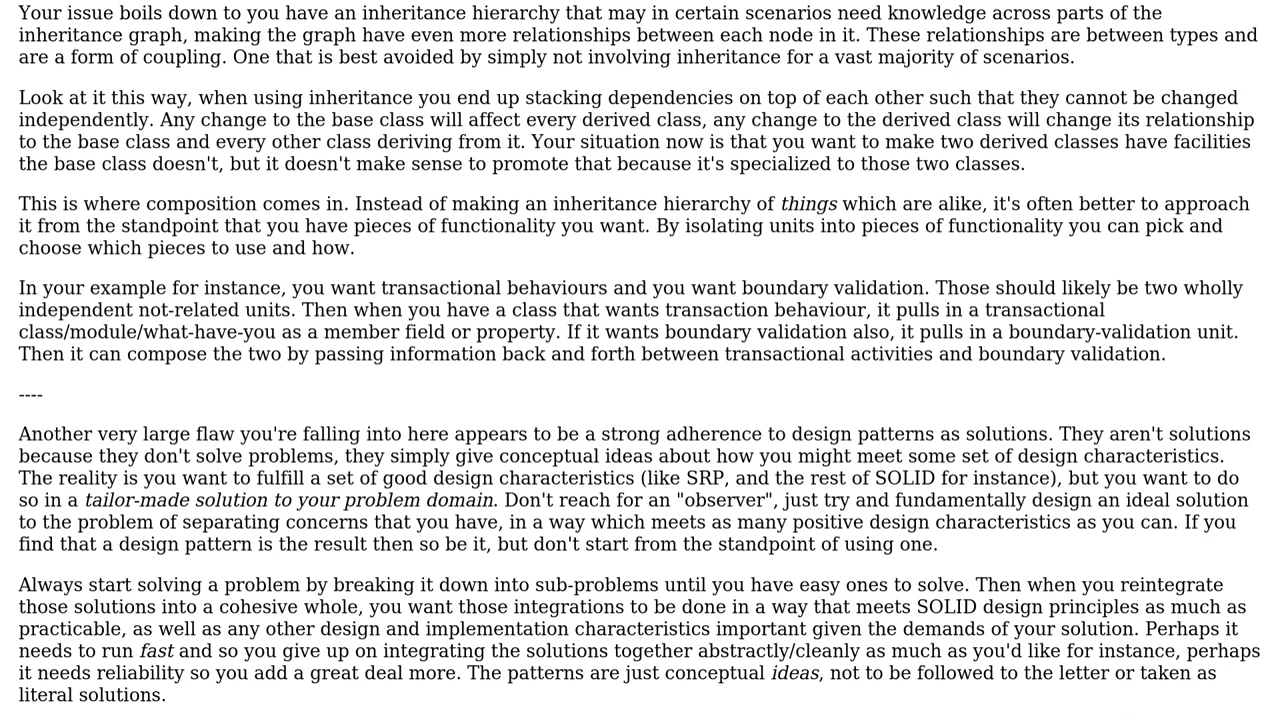 Your issue boils down to you have an inheritance hierarchy that may in certain scenarios need knowledge across parts of the
inheritance graph, making the graph have even more relationships between each node in it. These relationships are between types and
are a form of coupling. One that is best avoided by simply not involving inheritance for a vast majority of scenarios.
Look at it this way, when using inheritance you end up stacking dependencies on top of each other such that they cannot be changed
independently. Any change to the base class will affect every derived class, any change to the derived class will change its relationship
to the base class and every other class deriving from it. Your situation now is that you want to make two derived classes have facilities
the base class doesn't, but it doesn't make sense to promote that because it's specialized to those two classes.
This is where composition comes in. Instead of making an inheritance hierarchy of things which are alike, it's often better to approach
it from the standpoint that you have pieces of functionality you want. By isolating units into pieces of functionality you can pick and
choose which pieces to use and how.
In your example for instance, you want transactional behaviours and you want boundary validation. Those should likely be two wholly
independent not-related units. Then when you have a class that wants transaction behaviour, it pulls in a transactional
class/module/what-have-you as a member field or property. If it wants boundary validation also, it pulls in a boundary-validation unit.
Then it can compose the two by passing information back and forth between transactional activities and boundary validation.
----
Another very large flaw you're falling into here appears to be a strong adherence to design patterns as solutions. They aren't solutions
because they don't solve problems, they simply give conceptual ideas about how you might meet some set of design characteristics.
The reality is you want to fulfill a set of good design characteristics (like SRP, and the rest of SOLID for instance), but you want to do
so in a tailor-made solution to your problem domain. Don't reach for an "observer", just try and fundamentally design an ideal solution
to the problem of separating concerns that you have, in a way which meets as many positive design characteristics as you can. If you
find that a design pattern is the result then so be it, but don't start from the standpoint of using one.
Always start solving a problem by breaking it down into sub-problems until you have easy ones to solve. Then when you reintegrate
those solutions into a cohesive whole, you want those integrations to be done in a way that meets SOLID design principles as much as
practicable, as well as any other design and implementation characteristics important given the demands of your solution. Perhaps it
needs to run fast and so you give up on integrating the solutions together abstractly/cleanly as much as you'd like for instance, perhaps
it needs reliability so you add a great deal more. The patterns are just conceptual ideas, not to be followed to the letter or taken as
literal solutions.